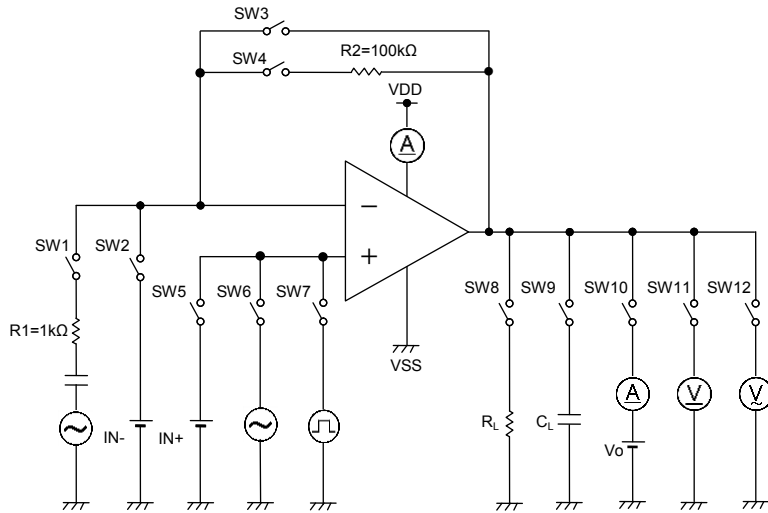 SW3
SW4
R2=100kΩ
VDD
A
−
+
SW1
SW2
SW5
SW6
SW7
SW8
SW9
SW10
SW11
SW12
R1=1kΩ
VSS
A
V
V
IN-
IN+
RL
CL
Vo